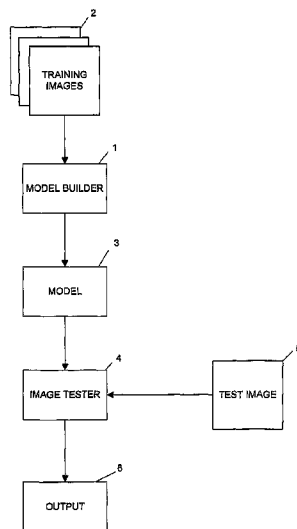 2
TRAINING
IMAGES
1
MODEL BUILDER
3
MODEL
4
IMAGE TESTER
TEST IMAGE
OUTPUT